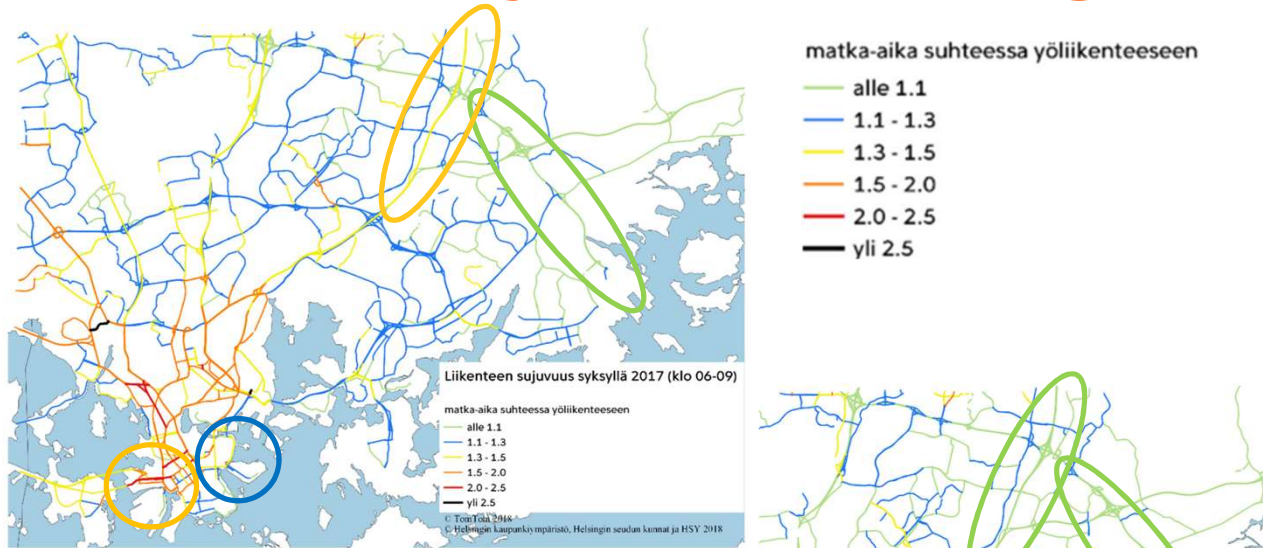 matka-aika suhteessa yöliikenteeseen
alle 1.1
1.1 - 1.3
1.3 - 1.5
1.5 - 2.0
2.0 - 2.5
yli 2.5
Liikenteen sujuvuus syksyllä 2017 (klo 06-09)
matka-aika suhteessa yöliikenteeseen
alle 1.1
1.1 - 1.3
1.3 - 1.5
1.5 - 2.0
2.0 - 2.5
yli 2.5
© TomTom 2018
© Helsingin kaupunkiympäristö, Helsingin seudun kunnat ja HSY 2018